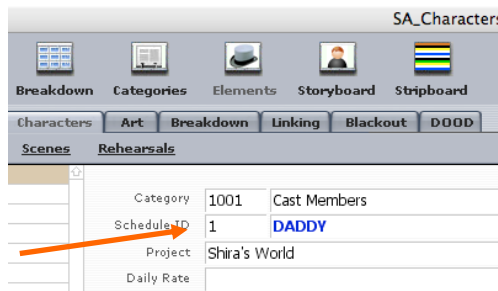 SA_Characters
Breakdown Categories Elements Storyboard Stripboard
Characters Art Breakdown Linking Blackout DOOD
Scenes Rehearsals
Category 1001 Cast Members
Schedule ID 1 DADDY
Project Shira's World
Daily Rate